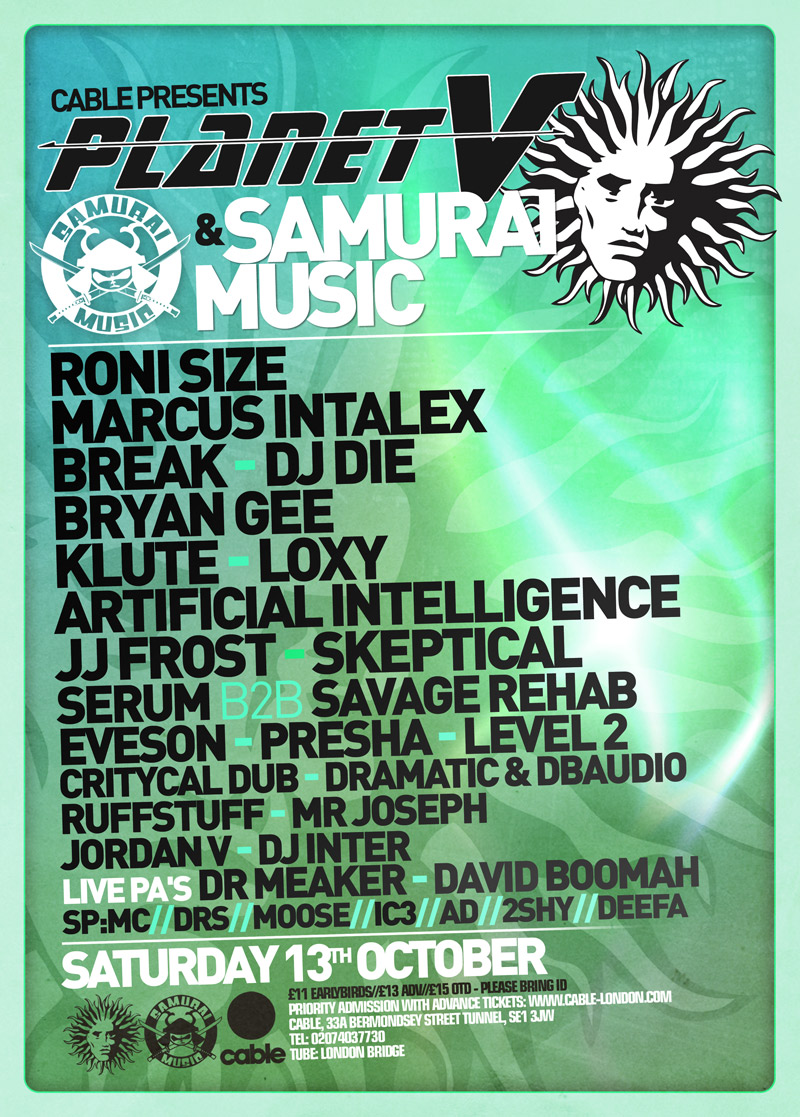 CABLE PRESENTS
PLANET V
SAMURAI
MUSIC
& SAMURAI
MUSIC
RONI SIZE
MARCUS INTALEX
BREAK - DJ DIE
BRYAN GEE
KLUTE - LOXY
ARTIFICIAL INTELLIGENCE
JJ FROST - SKEPTICAL
SERUM B2B SAVAGE REHAB
EVESON - PRESHA - LEVEL 2
CRITYCAL DUB - DRAMATIC & DBAUDIO
RUFFSTUFF - MR JOSEPH
JORDAN V - DJ INTER
LIVE PA'S DR MEAKER - DAVID BOOMAH
SP:MC//DRS//MOOSE//IC3//AD//2SHY//DEEFA
SATURDAY 13TH OCTOBER
£11 EARLYBIRDS//£13 ADV//£15 OTD - PLEASE BRING ID
PRIORITY ADMISSION WITH ADVANCE TICKETS: WWW.CABLE-LONDON.COM
CABLE, 33A BERMONDSEY STREET TUNNEL, SE1 3JW
TEL: 02074037730
TUBE: LONDON BRIDGE
SAMURAI
MUSIC
cable